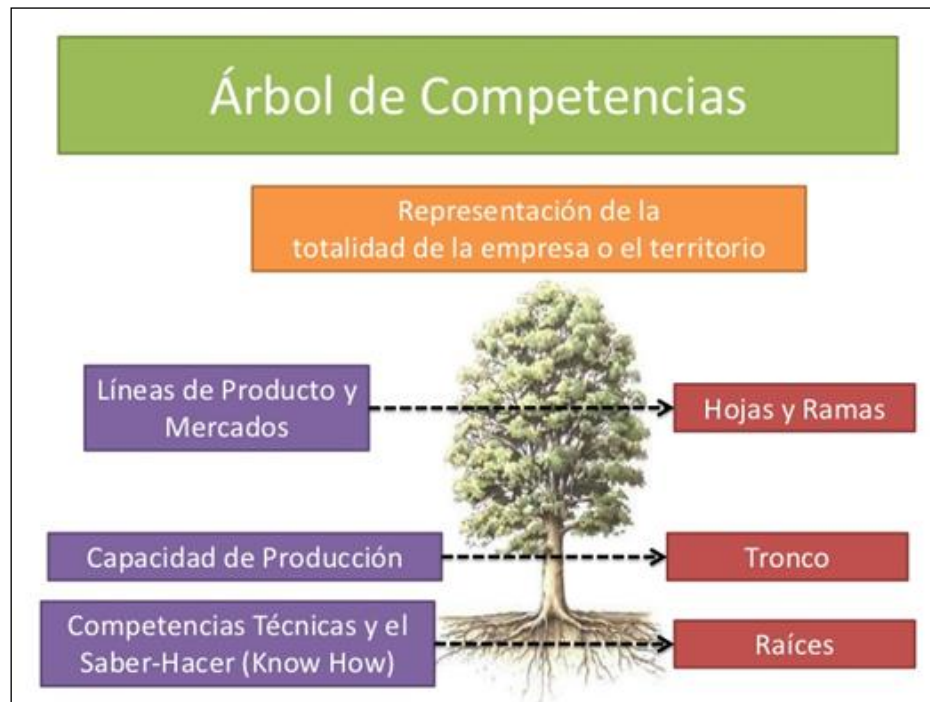 Árbol de Competencias
Representación de la
totalidad de la empresa o el territorio
Líneas de Producto y
Mercados
Hojas y Ramas
Capacidad de Producción
Tronco
Competencias Técnicas y el
Saber-Hacer (Know How)
Raíces